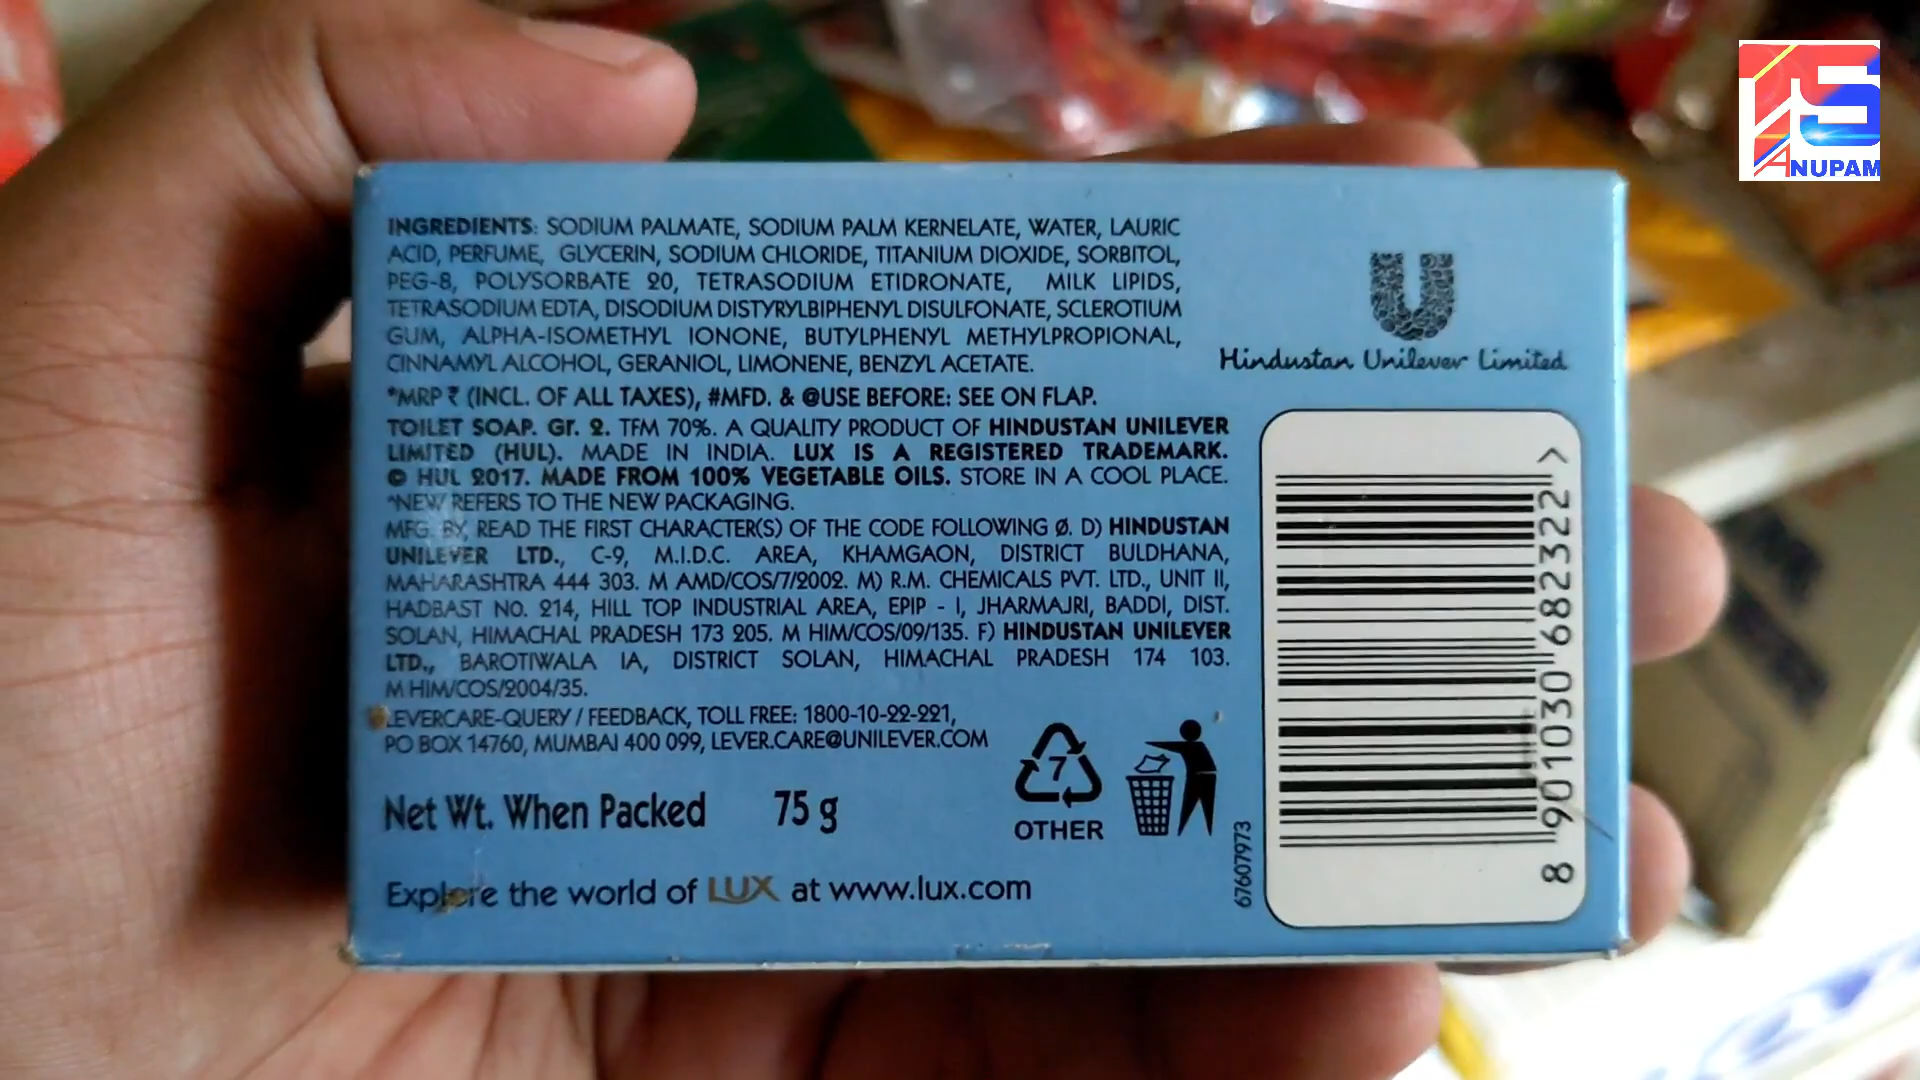 INGREDIENTS: SODIUM PALMATE, SODIUM PALM KERNELATE, WATER, LAURIC
ACID, PERFUME, GLYCERIN, SODIUM CHLORIDE, TITANIUM DIOXIDE, SORBITOL,
PEG-8, POLYSORBATE 20, TETRASODIUM ETIDRONATE, MILK LIPIDS,
TETRASODIUM EDTA, DISODIUM DISTYRYLBIPHENYL DISULFONATE, SCLEROTIUM
GUM, ALPHA-ISOMETHYL IONONE, BUTYLPHENYL METHYLPROPIONAL,
CINNAMYL ALCOHOL, GERANIOL, LIMONENE, BENZYL ACETATE.
*MRP ₹ (INCL. OF ALL TAXES), #MFD. & @USE BEFORE: SEE ON FLAP.
TOILET SOAP. Gr. 2. TFM 70%. A QUALITY PRODUCT OF HINDUSTAN UNILEVER
LIMITED (HUL). MADE IN INDIA. LUX IS A REGISTERED TRADEMARK.
© HUL 2017. MADE FROM 100% VEGETABLE OILS. STORE IN A COOL PLACE.
^NEW REFERS TO THE NEW PACKAGING.
MFG. BY, READ THE FIRST CHARACTER(S) OF THE CODE FOLLOWING Ø. D) HINDUSTAN
UNILEVER LTD., C-9, M.I.D.C. AREA, KHAMGAON, DISTRICT BULDHANA,
MAHARASHTRA 444 303. M AMD/COS/7/2002. M) R.M. CHEMICALS PVT. LTD., UNIT II,
HADBAST NO. 214, HILL TOP INDUSTRIAL AREA, EPIP - I, JHARMAJRI, BADDI, DIST.
SOLAN, HIMACHAL PRADESH 173 205. M HIM/COS/09/135. F) HINDUSTAN UNILEVER
LTD., BAROTIWALA IA, DISTRICT SOLAN, HIMACHAL PRADESH 174 103.
M HIM/COS/2004/35.
LEVERCARE-QUERY / FEEDBACK, TOLL FREE: 1800-10-22-221,
PO BOX 14760, MUMBAI 400 099, LEVER.CARE@UNILEVER.COM
Net Wt. When Packed 75 g
Explore the world of LUX at www.lux.com
7
OTHER
67607973
Hindustan Unilever Limited
8 901030 682322 >
ANUPAM